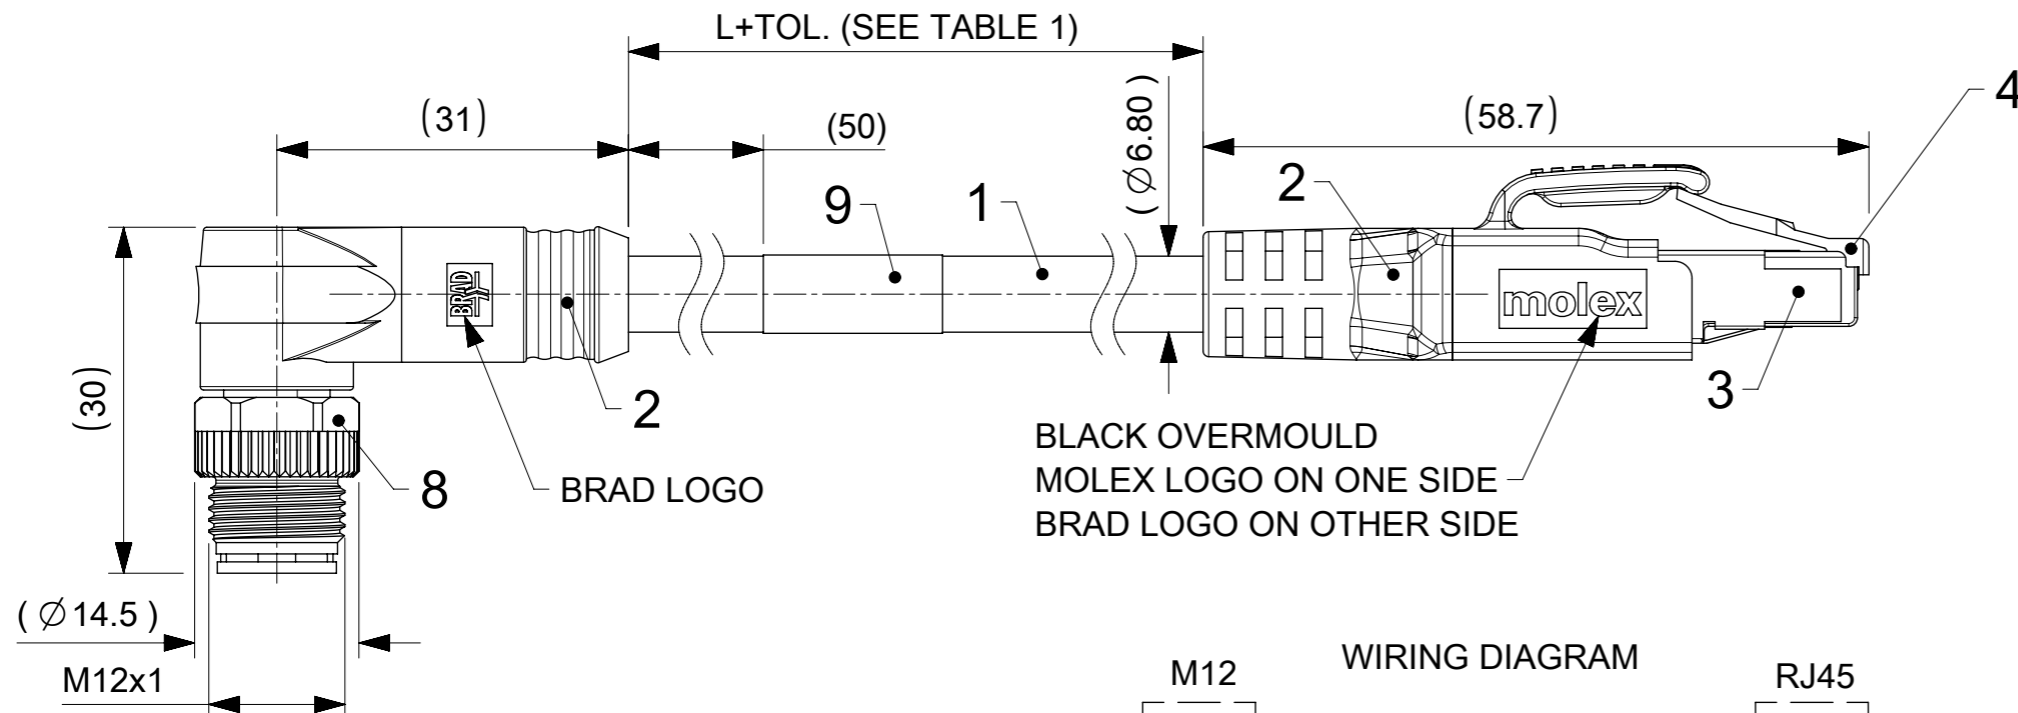 L+TOL. (SEE TABLE 1)
(31)
(50)
(Ø6.80)
(58.7)
4
9
1
2
BRAD
molex
(30)
2
3
8
BRAD LOGO
BLACK OVERMOULD
MOLEX LOGO ON ONE SIDE
BRAD LOGO ON OTHER SIDE
(Ø14.5)
M12x1
WIRING DIAGRAM
M12
RJ45